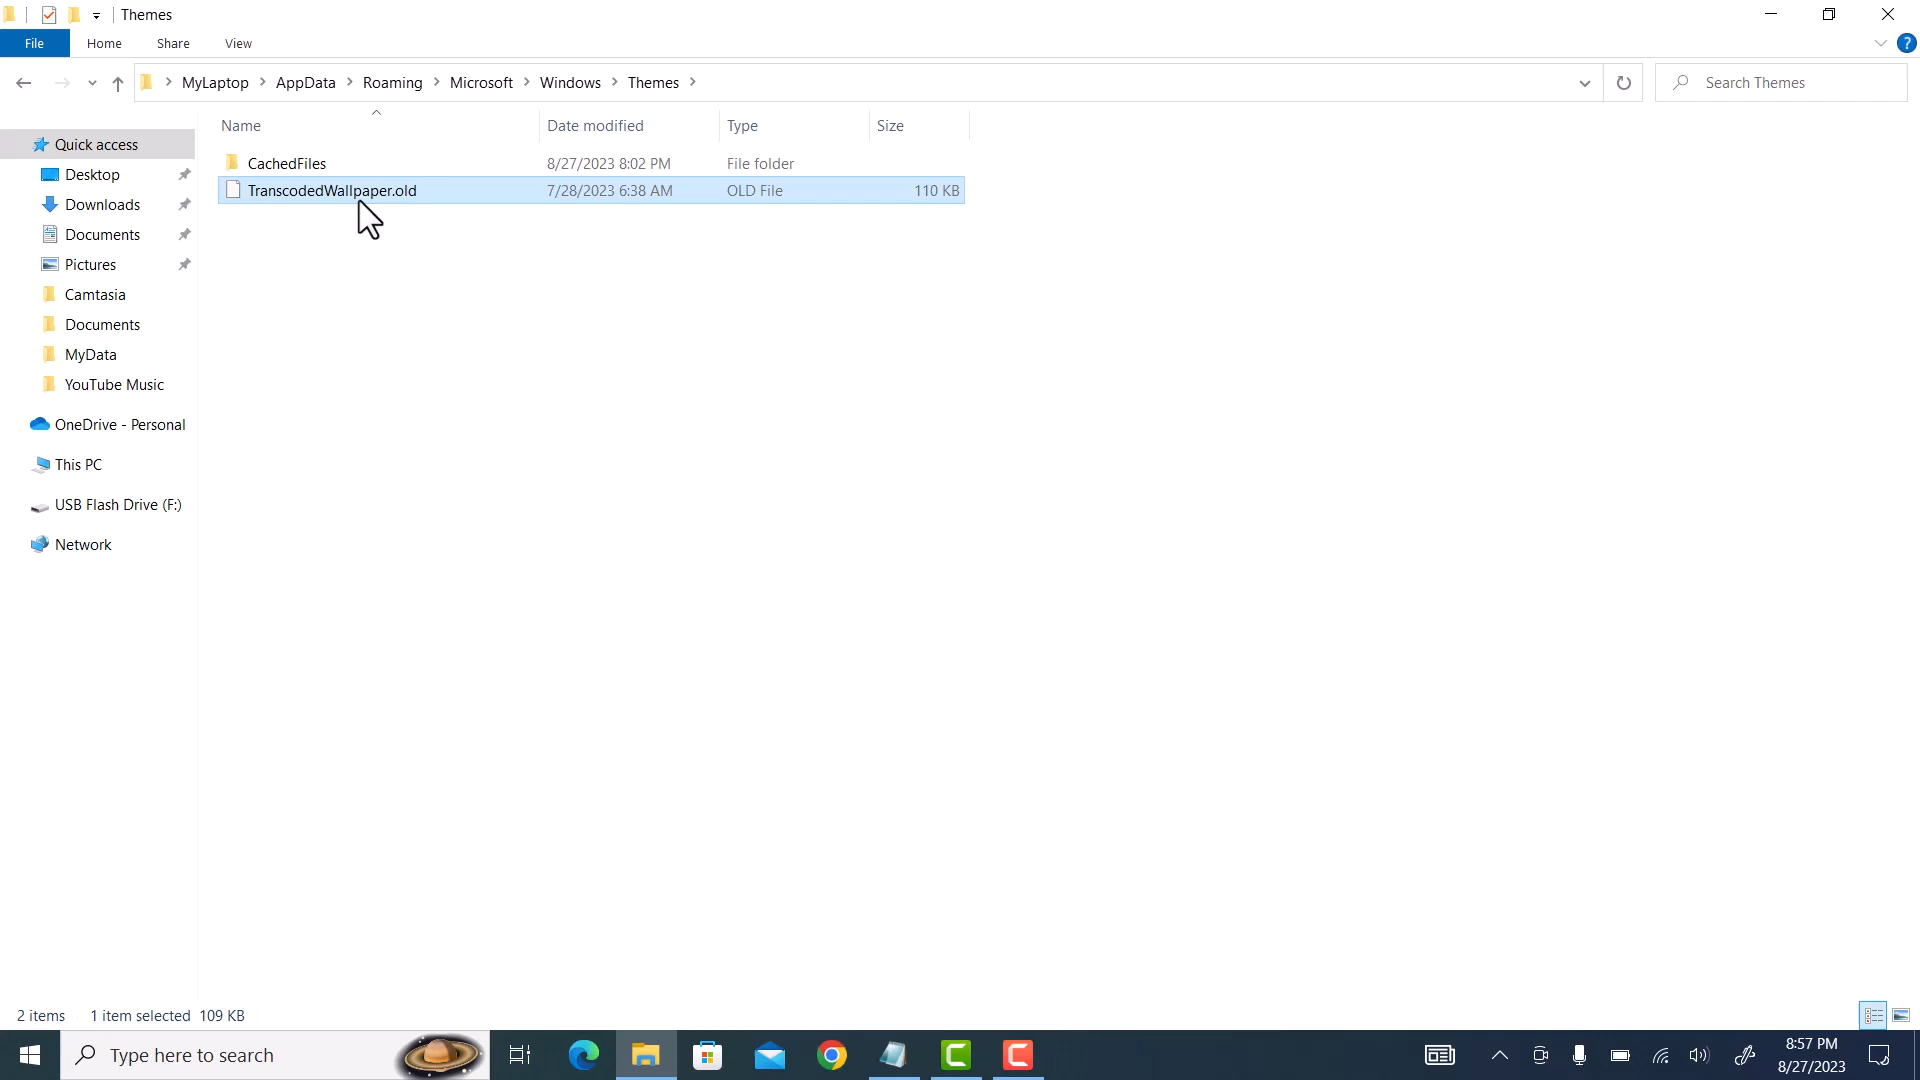 Themes
File Home Share View
?
MyLaptop AppData Roaming Microsoft Windows Themes
Search Themes
Name Date modified Type Size
CachedFiles 8/27/2023 8:02 PM File folder
TranscodedWallpaper.old 7/28/2023 6:38 AM OLD File 110 KB
Quick access
Desktop
Downloads
Documents
Pictures
Camtasia
Documents
MyData
YouTube Music
OneDrive - Personal
This PC
USB Flash Drive (F:)
Network
2 items 1 item selected 109 KB
Type here to search
8:57 PM
8/27/2023